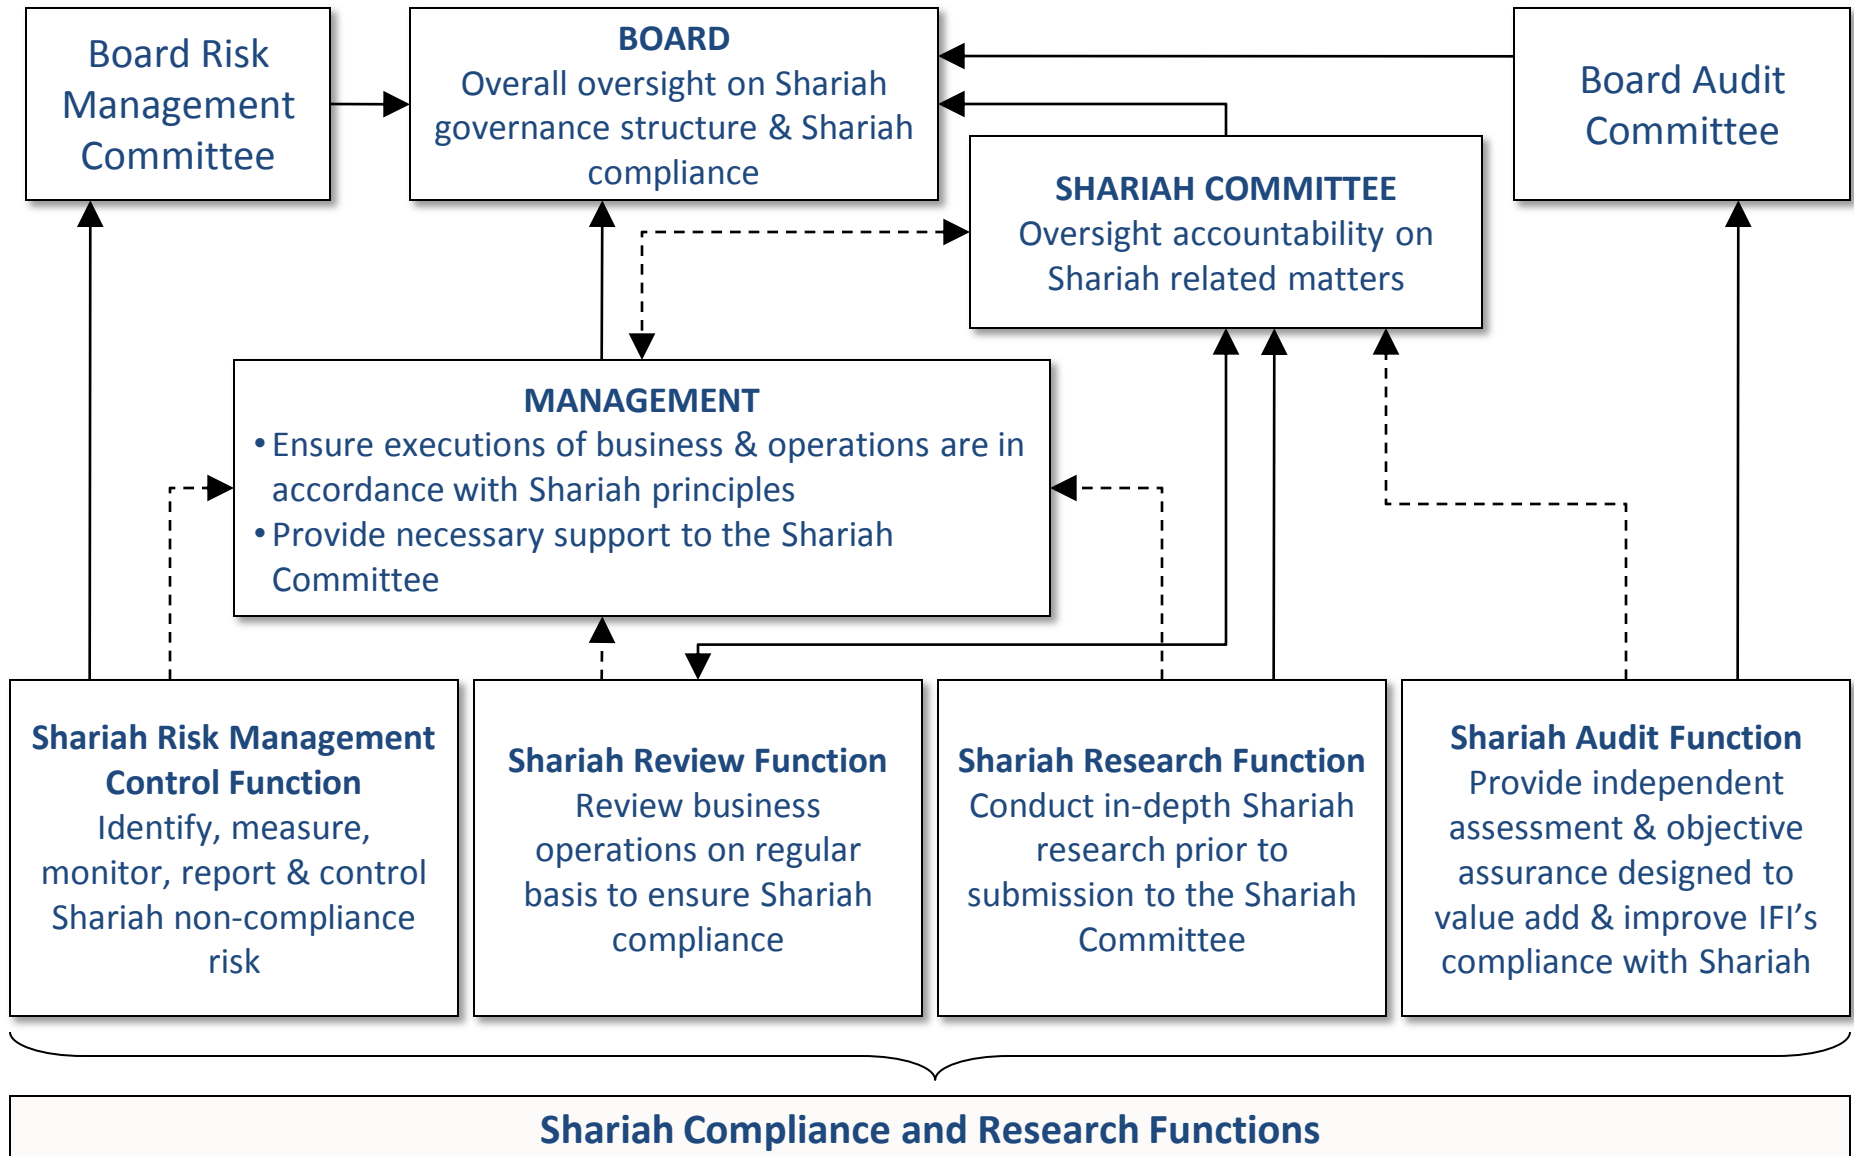 Board Risk
Management
Committee
BOARD
Overall oversight on Shariah
governance structure & Shariah
compliance
Board Audit
Committee
SHARIAH COMMITTEE
Oversight accountability on
Shariah related matters
MANAGEMENT
• Ensure executions of business & operations are in
accordance with Shariah principles
• Provide necessary support to the Shariah
Committee
Shariah Risk Management
Control Function
Identify, measure,
monitor, report & control
Shariah non-compliance
risk
Shariah Review Function
Review business
operations on regular
basis to ensure Shariah
compliance
Shariah Research Function
Conduct in-depth Shariah
research prior to
submission to the Shariah
Committee
Shariah Audit Function
Provide independent
assessment & objective
assurance designed to
value add & improve IFI’s
compliance with Shariah
Shariah Compliance and Research Functions